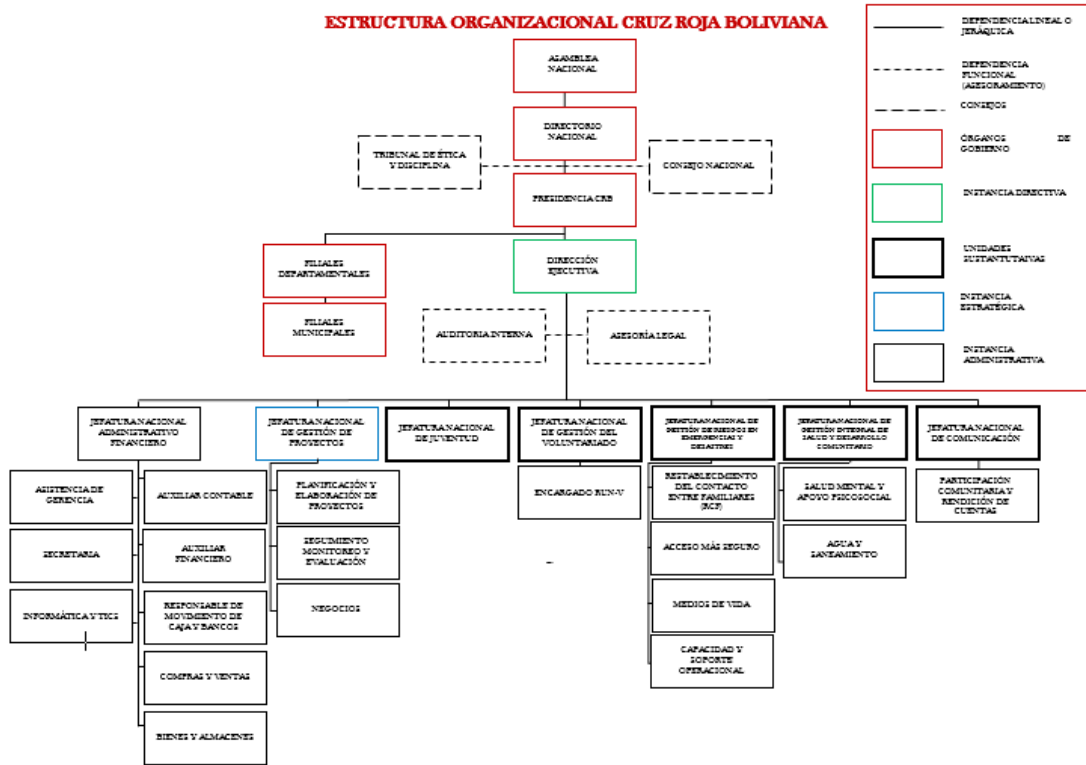 ESTRUCTURA ORGANIZACIONAL CRUZ ROJA BOLIVIANA
ASAMBLEA
NACIONAL
DIRECTORIO
NACIONAL
TRIBUNAL DE ÉTICA
Y DISCIPLINA
CONSEJO NACIONAL
PRESIDENCIA CRB
FILIALES
DEPARTAMENTALES
DIRECCIÓN
EJECUTIVA
FILIALES
MUNICIPALES
AUDITORIA INTERNA
ASESORÍA LEGAL
JEFATURA NACIONAL
ADMINISTRATIVO
FINANCIERO
JEFATURA NACIONAL
DE GESTIÓN DE
PROYECTOS
JEFATURA NACIONAL
DE JUVENTUD
JEFATURA NACIONAL
DE GESTIÓN DEL
VOLUNTARIADO
JEFATURA NACIONAL DE
GESTIÓN DE RIESGOS EN
EMERGENCIAS Y
DESASTRES
JEFATURA NACIONAL DE
GESTIÓN INTEGRAL DE
SALUD Y DESARROLLO
COMUNITARIO
JEFATURA NACIONAL
DE COMUNICACIÓN
ASISTENCIA DE
GERENCIA
SECRETARIA
INFORMÁTICA Y TICS
AUXILIAR CONTABLE
AUXILIAR
FINANCIERO
RESPONSABLE DE
MOVIMIENTO DE
CAJA Y BANCOS
COMPRAS Y VENTAS
BIENES Y ALMACENES
PLANIFICACIÓN Y
ELABORACIÓN DE
PROYECTOS
SEGUIMIENTO
MONITOREO Y
EVALUACIÓN
NEGOCIOS
ENCARGADO RUN-V
RESTABLECIMIENTO
DEL CONTACTO
ENTRE FAMILIARES
(RCF)
ACCESO MÁS SEGURO
MEDIOS DE VIDA
CAPACIDAD Y
SOPORTE
OPERACIONAL
SALUD MENTAL Y
APOYO PSICOSOCIAL
AGUA Y
SANEAMIENTO
PARTICIPACIÓN
COMUNITARIA Y
RENDICIÓN DE
CUENTAS
DEPENDENCIA LINEAL O
JERÁQUICA
DEPENDENCIA
FUNCIONAL
(ASESORAMIENTO)
CONSEJOS
ÓRGANOS DE
GOBIERNO
INSTANCIA DIRECTIVA
UNIDADES
SUSTANTUTAIVAS
INSTANCIA
ESTRATÉGICA
INSTANCIA
ADMINISTRATIVA